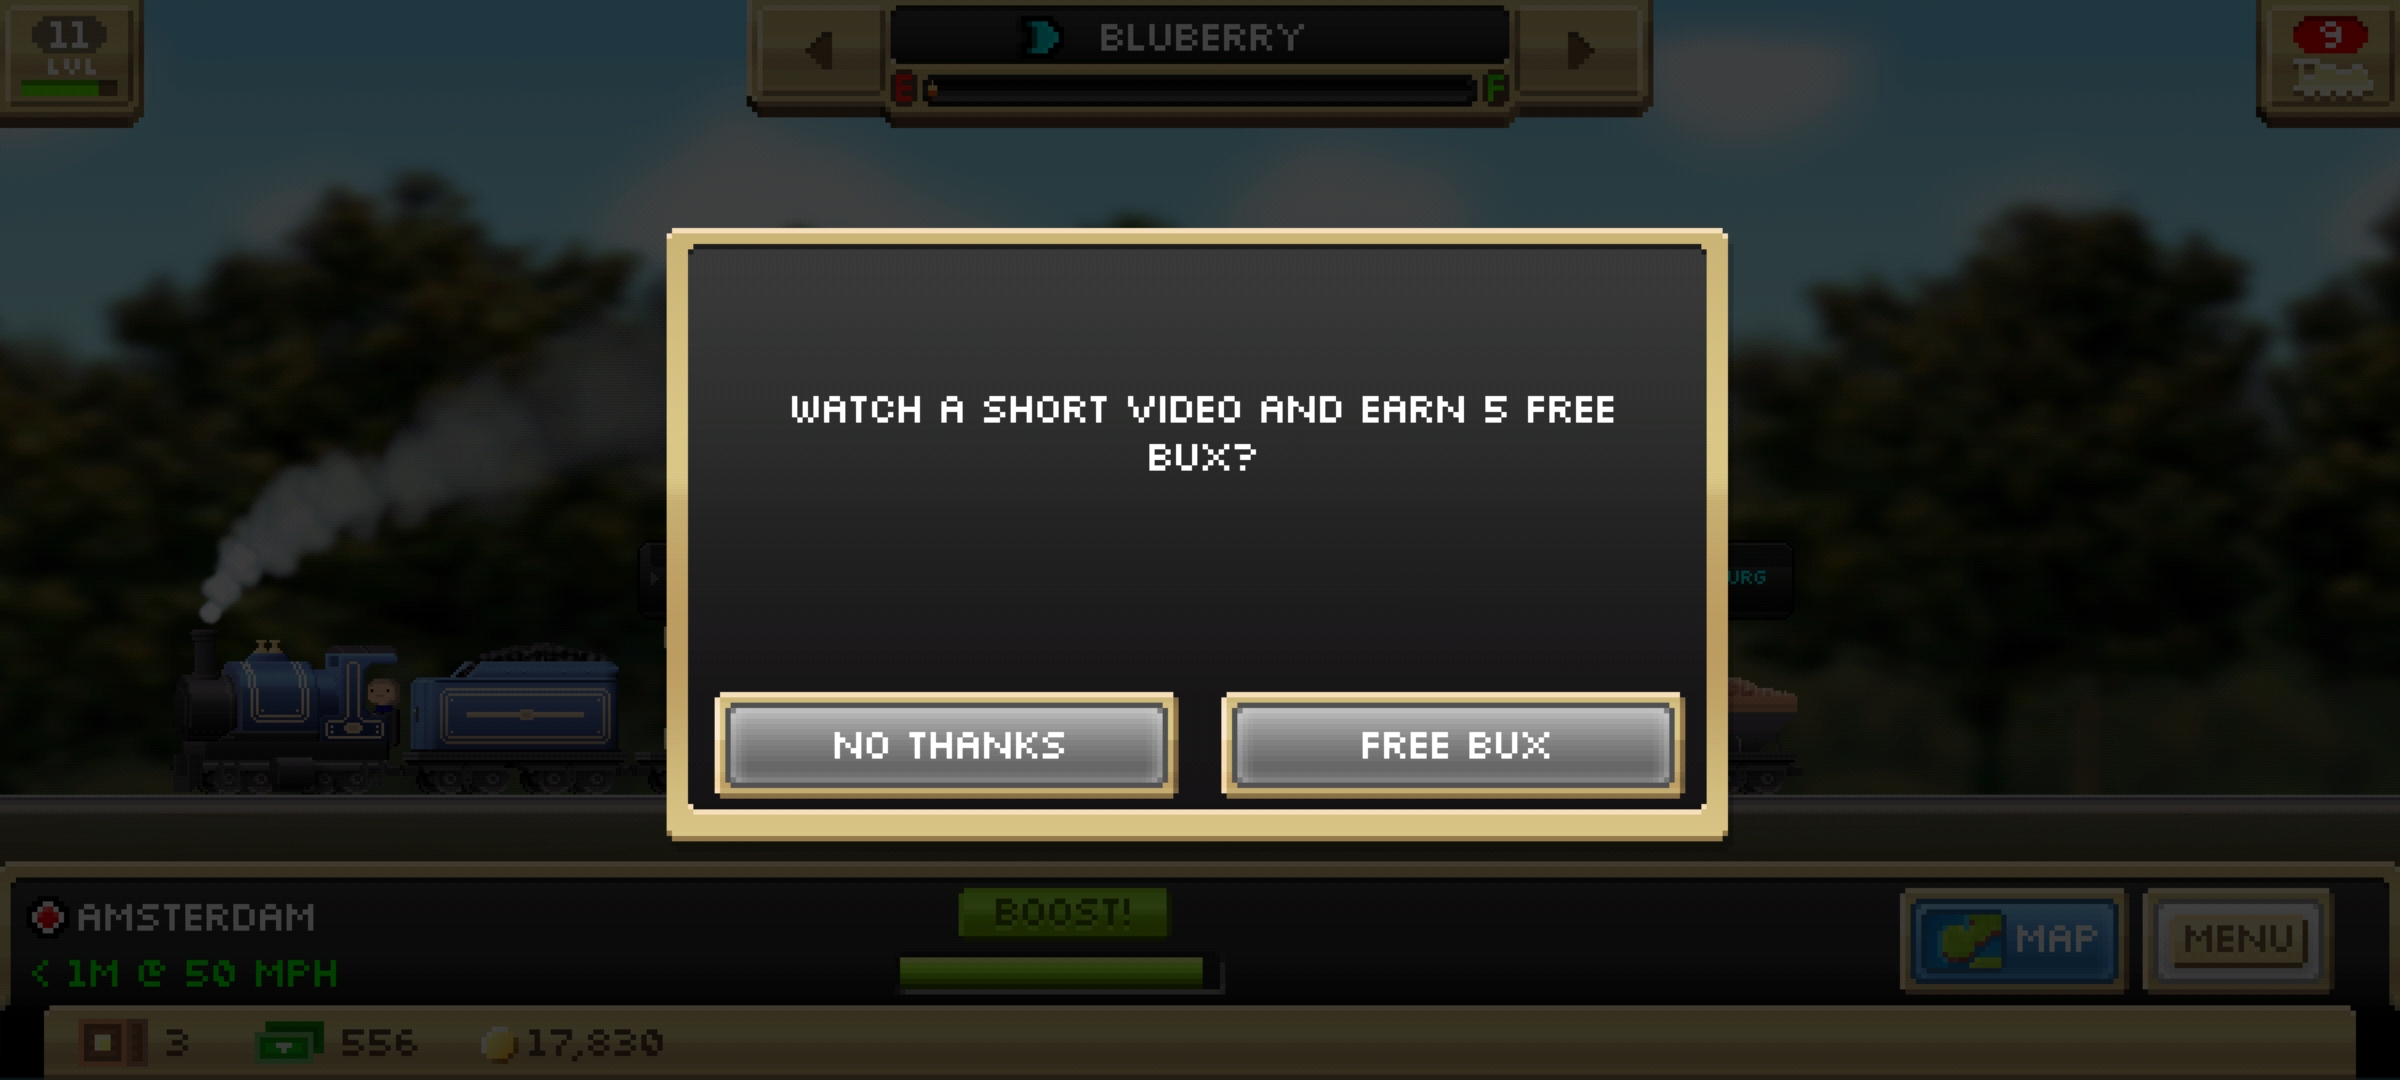 11
LVL
BLUBERRY
E
F
9
WATCH A SHORT VIDEO AND EARN 5 FREE
BUX?
URG
NO THANKS
FREE BUX
AMSTERDAM
BOOST!
MAP
MENU
< 1M @ 50 MPH
3
556
17,830